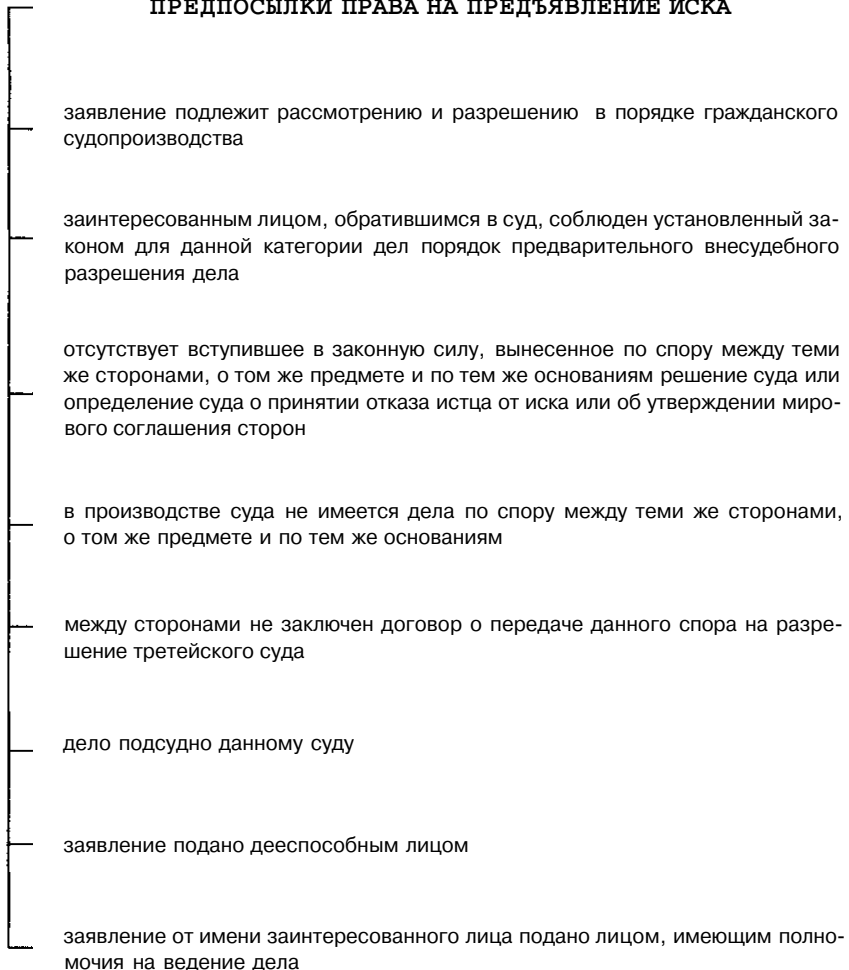 ПРЕДПОСЫЛКИ ПРАВА НА ПРЕДЪЯВЛЕНИЕ ИСКА
заявление подлежит рассмотрению и разрешению в порядке гражданского
судопроизводства
заинтересованным лицом, обратившимся в суд, соблюден установленный за-
коном для данной категории дел порядок предварительного внесудебного
разрешения дела
отсутствует вступившее в законную силу, вынесенное по спору между теми
же сторонами, о том же предмете и по тем же основаниям решение суда или
определение суда о принятии отказа истца от иска или об утверждении миро-
вого соглашения сторон
в производстве суда не имеется дела по спору между теми же сторонами,
о том же предмете и по тем же основаниям
между сторонами не заключен договор о передаче данного спора на разре-
шение третейского суда
дело подсудно данному суду
заявление подано дееспособным лицом
заявление от имени заинтересованного лица подано лицом, имеющим полно-
мочия на ведение дела